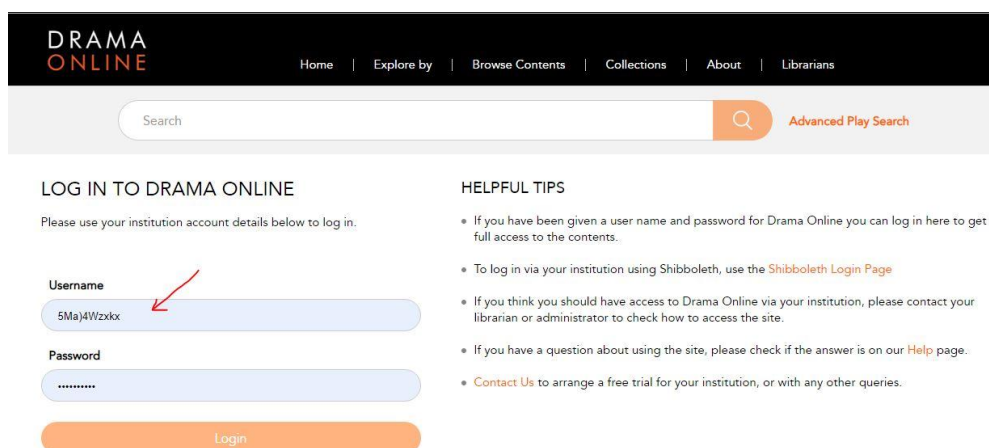 DRAMA
ONLINE
Home | Explore by | Browse Contents | Collections | About | Librarians
Search
Advanced Play Search
LOG IN TO DRAMA ONLINE
Please use your institution account details below to log in.
Username
5Ma)4Wzxkx
Password
••••••••••
Login
HELPFUL TIPS
• If you have been given a user name and password for Drama Online you can log in here to get
full access to the contents.
• To log in via your institution using Shibboleth, use the Shibboleth Login Page
• If you think you should have access to Drama Online via your institution, please contact your
librarian or administrator to check how to access the site.
• If you have a question about using the site, please check if the answer is on our Help page.
• Contact Us to arrange a free trial for your institution, or with any other queries.